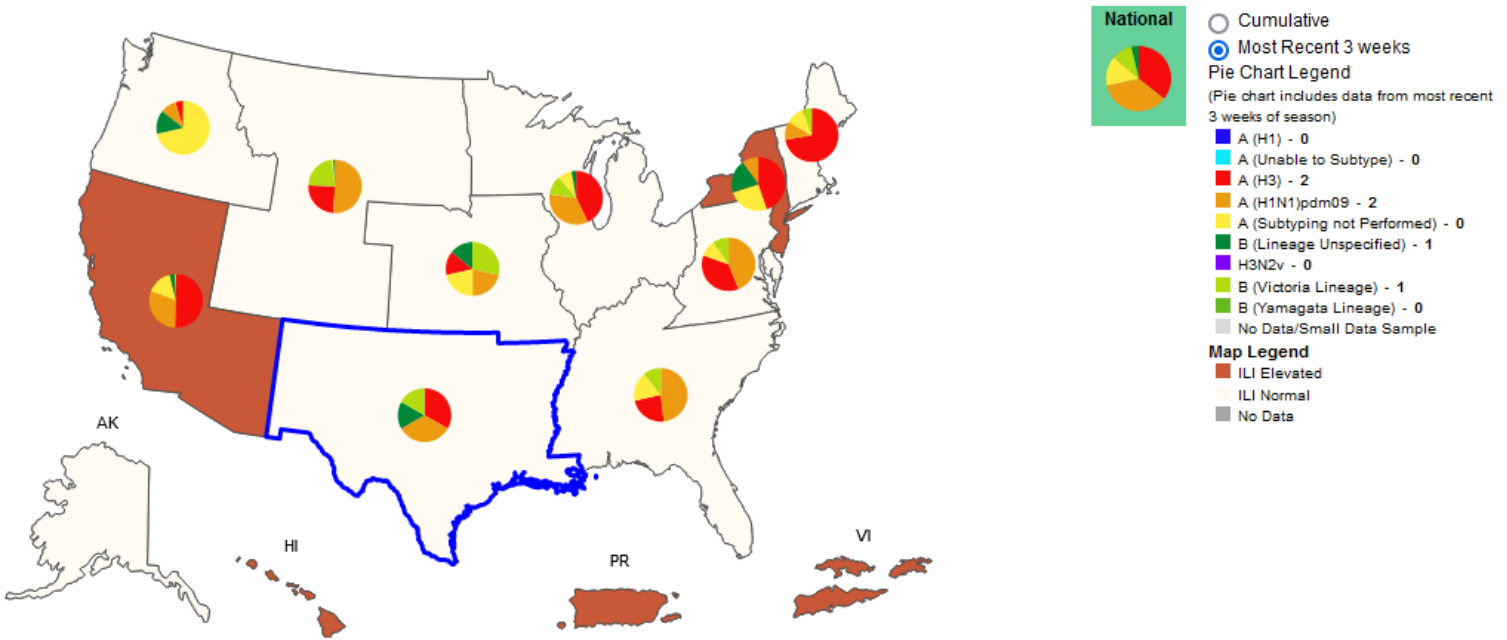 National
Cumulative
Most Recent 3 weeks
Pie Chart Legend
(Pie chart includes data from most recent
3 weeks of season)
A (H1) - 0
A (Unable to Subtype) - 0
A (H3) - 2
A (H1N1)pdm09 - 2
A (Subtyping not Performed) - 0
B (Lineage Unspecified) - 1
H3N2v - 0
B (Victoria Lineage) - 1
B (Yamagata Lineage) - 0
No Data/Small Data Sample
Map Legend
ILI Elevated
ILI Normal
No Data
AK
HI
PR
VI